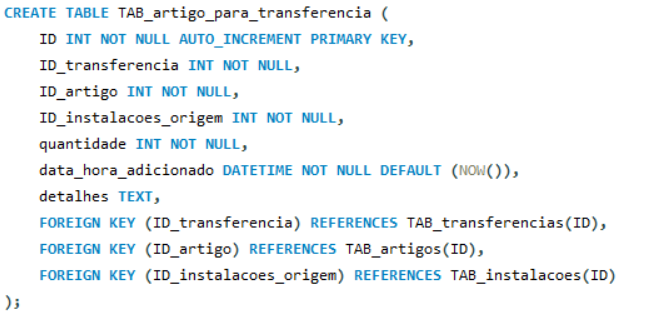 CREATE TABLE TAB_artigo_para_transferencia (
    ID INT NOT NULL AUTO_INCREMENT PRIMARY KEY,
    ID_transferencia INT NOT NULL,
    ID_artigo INT NOT NULL,
    ID_instalacoes_origem INT NOT NULL,
    quantidade INT NOT NULL,
    data_hora_adicionado DATETIME NOT NULL DEFAULT (NOW()),
    detalhes TEXT,
    FOREIGN KEY (ID_transferencia) REFERENCES TAB_transferencias(ID),
    FOREIGN KEY (ID_artigo) REFERENCES TAB_artigos(ID),
    FOREIGN KEY (ID_instalacoes_origem) REFERENCES TAB_instalacoes(ID)
);